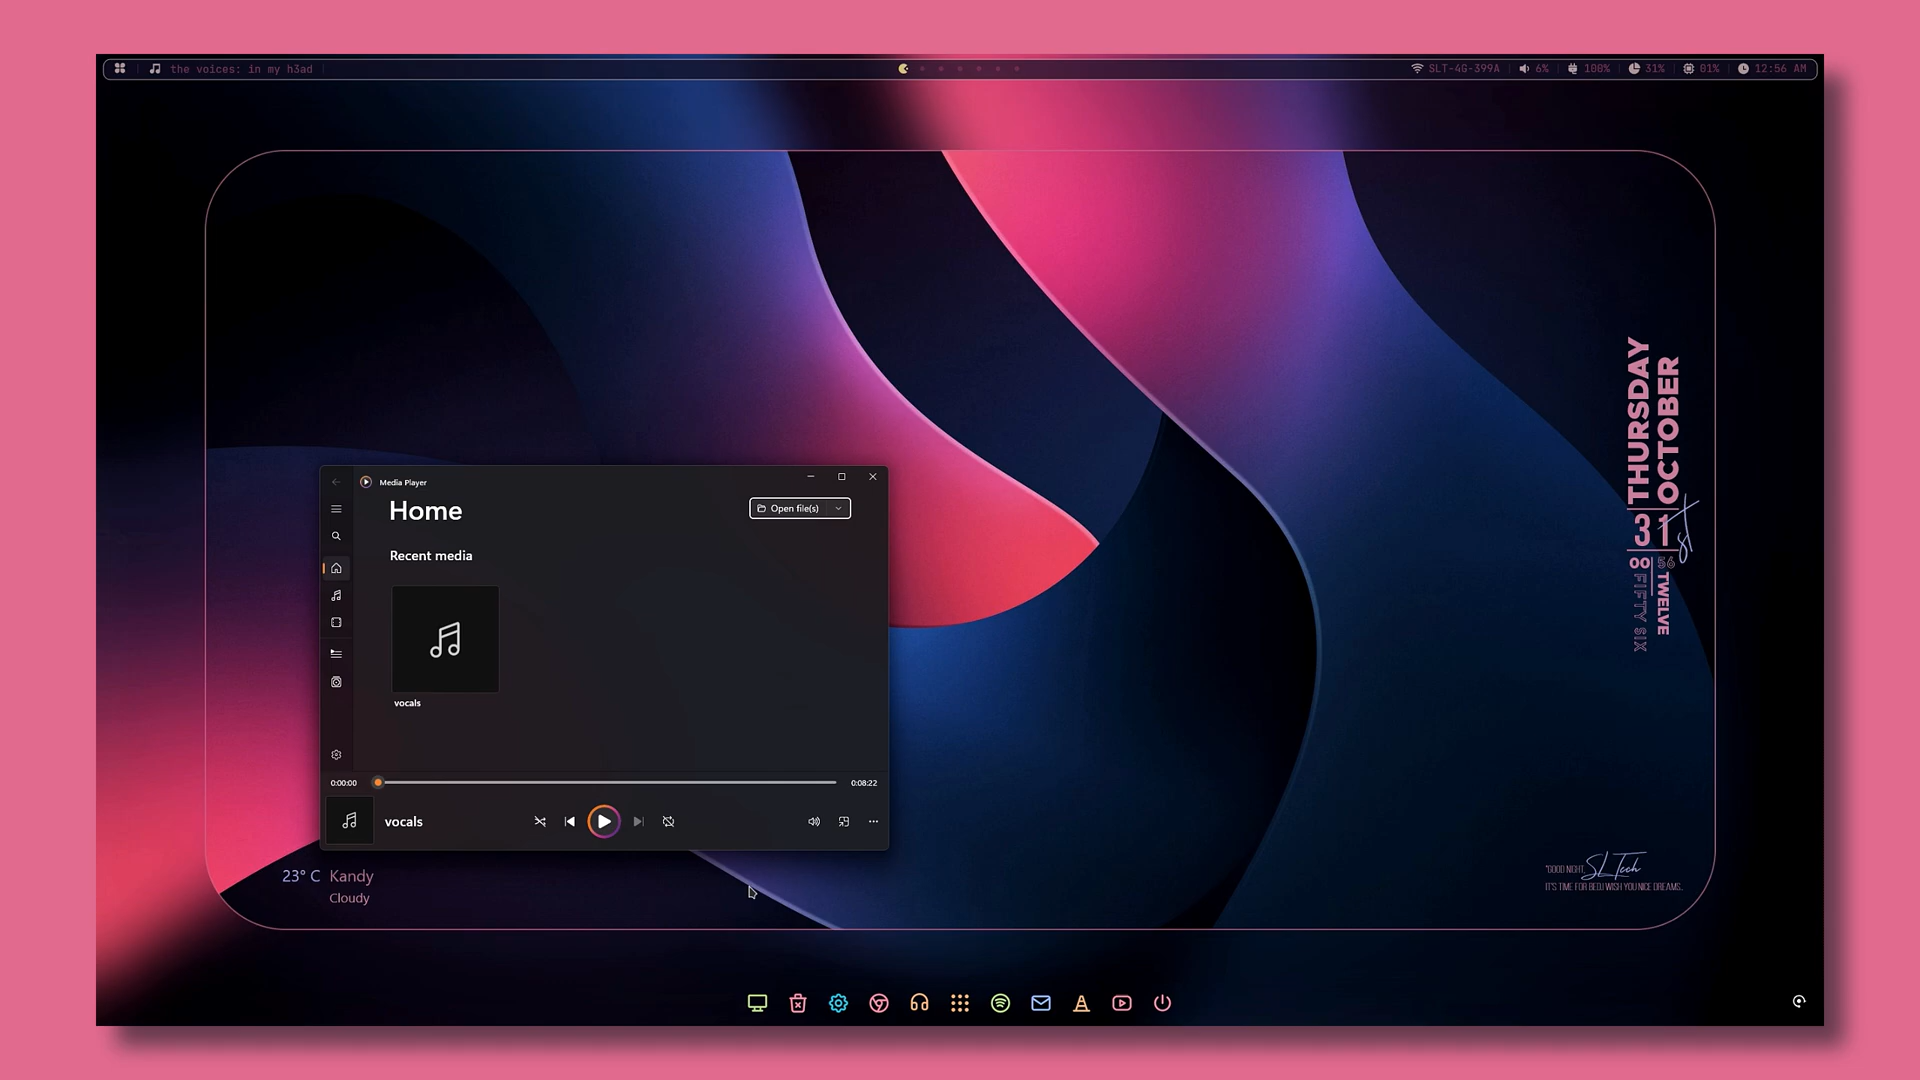 the voices: in my h3ad
SLT-4G-399A
6%
100%
31%
01%
12:56 AM
THURSDAY
OCTOBER
31
st
00
56
FIFTY SIX
TWELVE
Media Player
Home
Open file(s)
Recent media
vocals
0:00:00
0:08:22
vocals
23° C Kandy
Cloudy
"GOOD NIGHT, SLTech
IT'S TIME FOR BED,I WISH YOU NICE DREAMS..